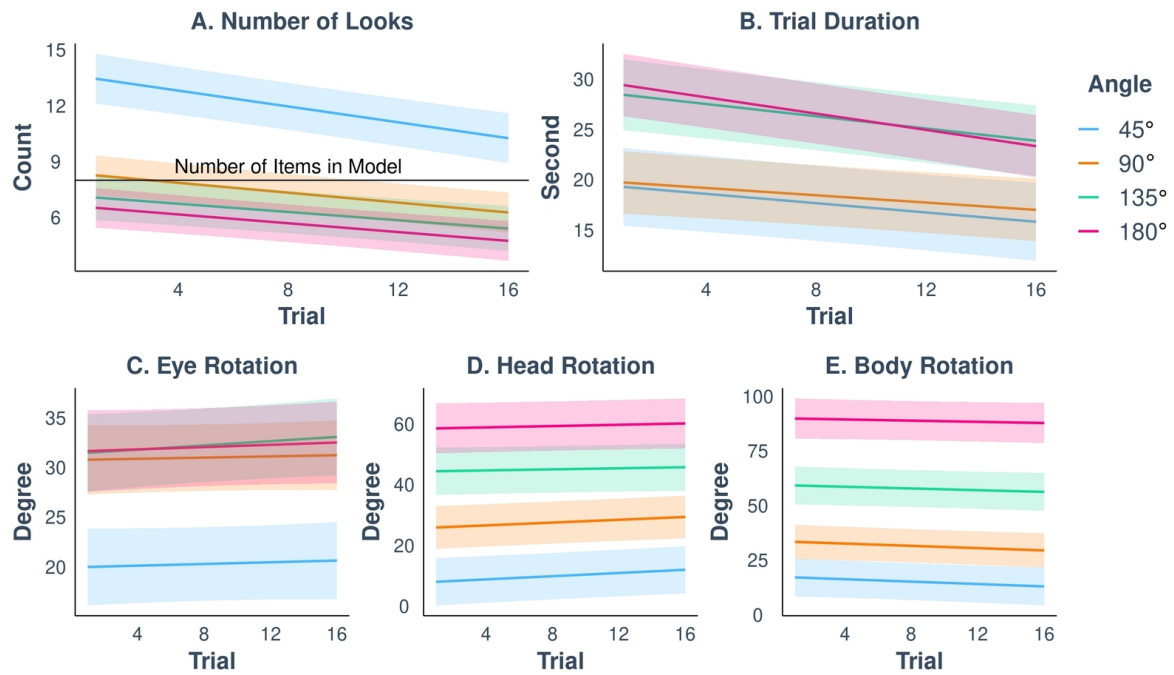 A. Number of Looks
B. Trial Duration
15
12
9
6
Count
Number of Items in Model
4
8
12
16
Trial
30
25
20
15
Second
4
8
12
16
Trial
Angle
45°
90°
135°
180°
C. Eye Rotation
D. Head Rotation
E. Body Rotation
35
30
25
20
Degree
4
8
12
16
Trial
60
40
20
0
Degree
4
8
12
16
Trial
100
75
50
25
0
Degree
4
8
12
16
Trial